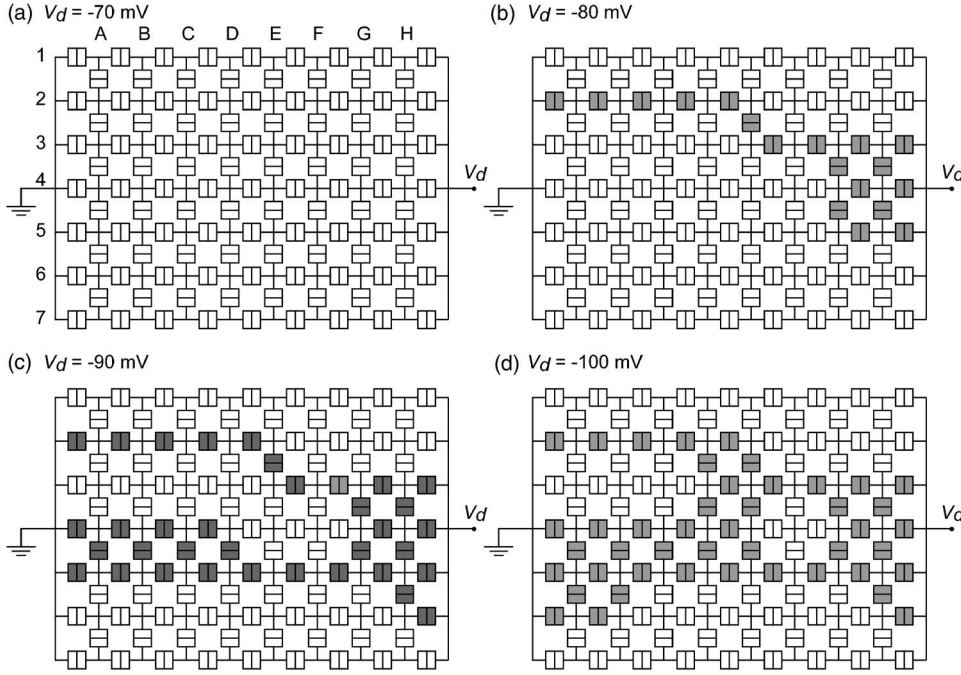 (a) Vd = -70 mV
A B C D E F G H
1
2
3
4
5
6
7
Vd
(b) Vd = -80 mV
Vd
(c) Vd = -90 mV
Vd
(d) Vd = -100 mV
Vd